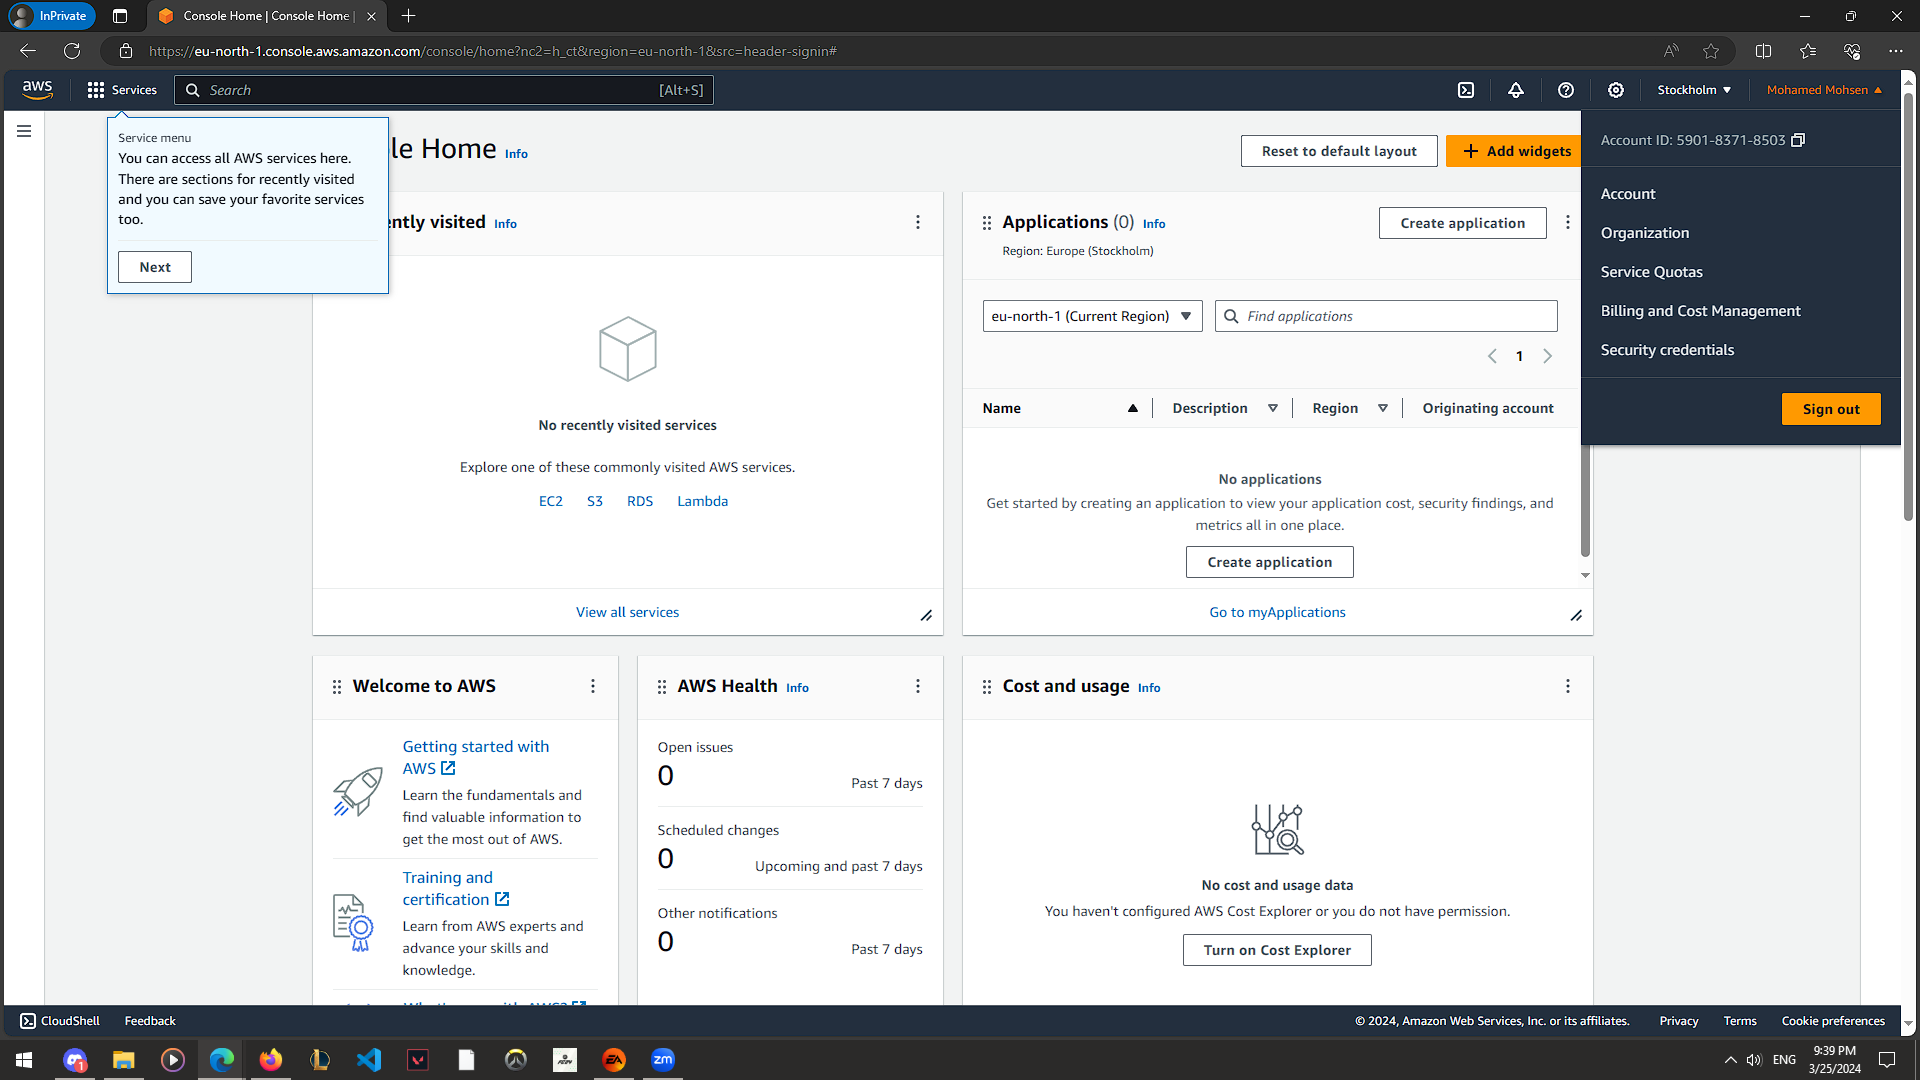 InPrivate
Console Home | Console Home |
https://eu-north-1.console.aws.amazon.com/console/home?nc2=h_ct&region=eu-north-1&src=header-signin#
aws
Services
Search
[Alt+S]
Stockholm
Mohamed Mohsen
Service menu
You can access all AWS services here.
There are sections for recently visited
and you can save your favorite services
too.
Next
le Home
Info
Reset to default layout
Add widgets
Account ID: 5901-8371-8503
Account
Organization
Service Quotas
Billing and Cost Management
Security credentials
Sign out
ently visited
Info
No recently visited services
Explore one of these commonly visited AWS services.
EC2
S3
RDS
Lambda
View all services
Applications (0)
Info
Region: Europe (Stockholm)
Create application
eu-north-1 (Current Region)
Find applications
1
Name
Description
Region
Originating account
No applications
Get started by creating an application to view your application cost, security findings, and
metrics all in one place.
Create application
Go to myApplications
Welcome to AWS
Getting started with
AWS
Learn the fundamentals and
find valuable information to
get the most out of AWS.
Training and
certification
Learn from AWS experts and
advance your skills and
knowledge.
AWS Health
Info
Open issues
0
Past 7 days
Scheduled changes
0
Upcoming and past 7 days
Other notifications
0
Past 7 days
Cost and usage
Info
No cost and usage data
You haven't configured AWS Cost Explorer or you do not have permission.
Turn on Cost Explorer
CloudShell
Feedback
© 2024, Amazon Web Services, Inc. or its affiliates.
Privacy
Terms
Cookie preferences
1
EA
zm
ENG
9:39 PM
3/25/2024